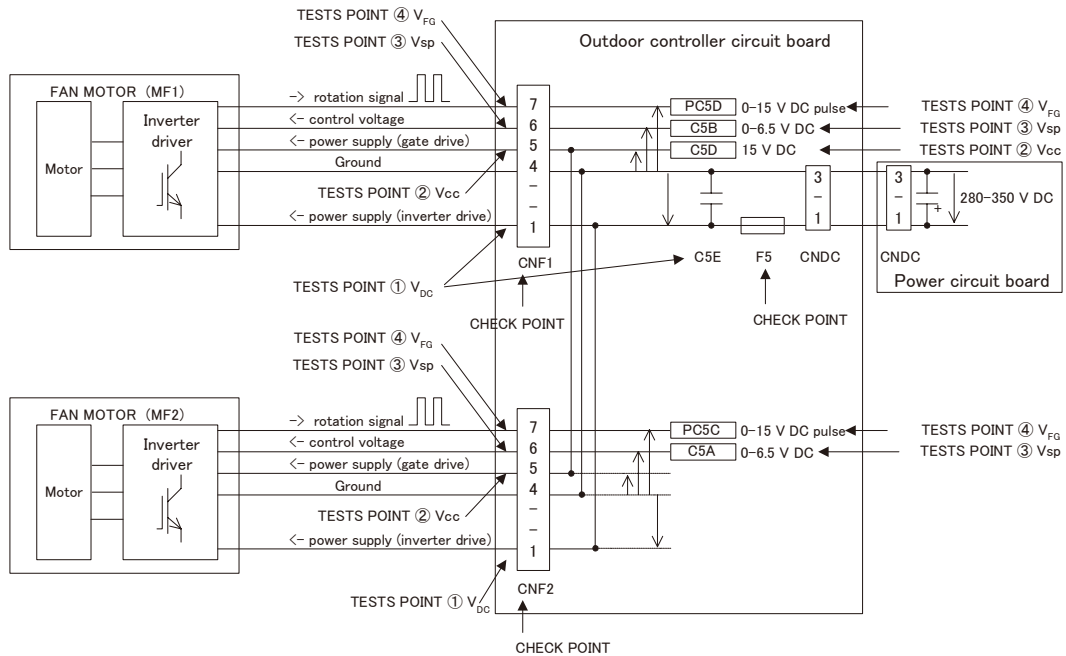 TESTS POINT ④ VFG
TESTS POINT ③ Vsp
Outdoor controller circuit board
FAN MOTOR (MF1)
Motor
Inverter
driver
-> rotation signal
<- control voltage
<- power supply (gate drive)
Ground
TESTS POINT ② Vcc
<- power supply (inverter drive)
TESTS POINT ① VDC
7
6
5
4
-
-
1
CNF1
CHECK POINT
PC5D 0-15 V DC pulse
C5B 0-6.5 V DC
C5D 15 V DC
TESTS POINT ④ VFG
TESTS POINT ③ Vsp
TESTS POINT ② Vcc
C5E
F5
CHECK POINT
3
-
1
CNDC
3
-
1
CNDC
+
280-350 V DC
Power circuit board
TESTS POINT ④ VFG
TESTS POINT ③ Vsp
FAN MOTOR (MF2)
Motor
Inverter
driver
-> rotation signal
<- control voltage
<- power supply (gate drive)
Ground
TESTS POINT ② Vcc
<- power supply (inverter drive)
TESTS POINT ① VDC
7
6
5
4
-
-
1
CNF2
CHECK POINT
PC5C 0-15 V DC pulse
C5A 0-6.5 V DC
TESTS POINT ④ VFG
TESTS POINT ③ Vsp